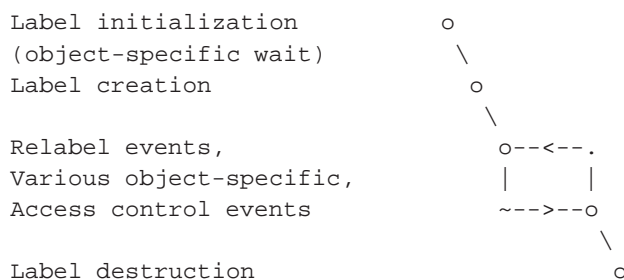 Label initialization o
(object-specific wait) \
Label creation o
\
Relabel events, o--<--.
Various object-specific, | |
Access control events ~-->--o
\
Label destruction o